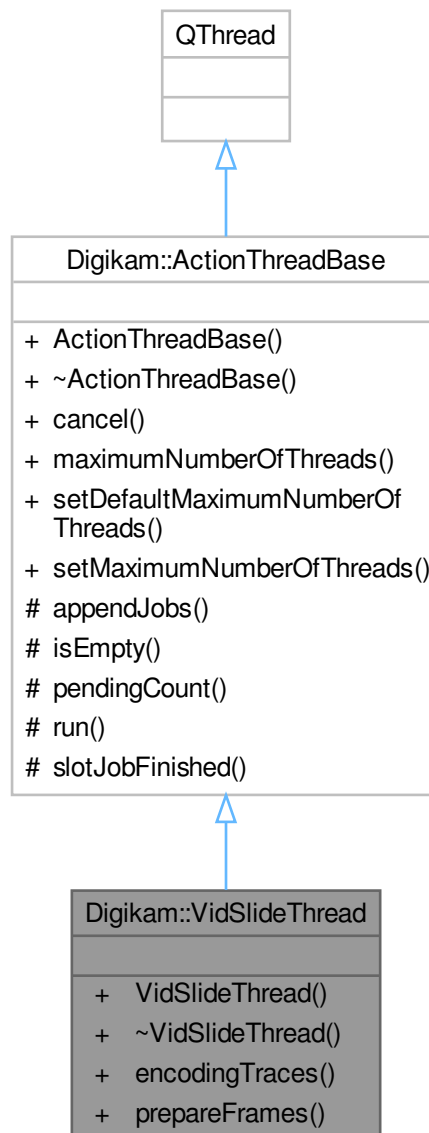 QThread
Digikam::ActionThreadBase
+ ActionThreadBase()
+ ~ActionThreadBase()
+ cancel()
+ maximumNumberOfThreads()
+ setDefaultMaximumNumberOf
Threads()
+ setMaximumNumberOfThreads()
# appendJobs()
# isEmpty()
# pendingCount()
# run()
# slotJobFinished()
Digikam::VidSlideThread
+ VidSlideThread()
+ ~VidSlideThread()
+ encodingTraces()
+ prepareFrames()